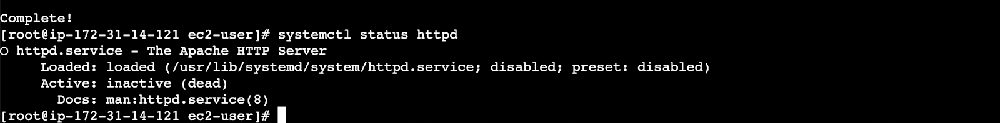 Complete!
[root@ip-172-31-14-121 ec2-user]# systemctl status httpd
○ httpd.service - The Apache HTTP Server
     Loaded: loaded (/usr/lib/systemd/system/httpd.service; disabled; preset: disabled)
     Active: inactive (dead)
       Docs: man:httpd.service(8)
[root@ip-172-31-14-121 ec2-user]#